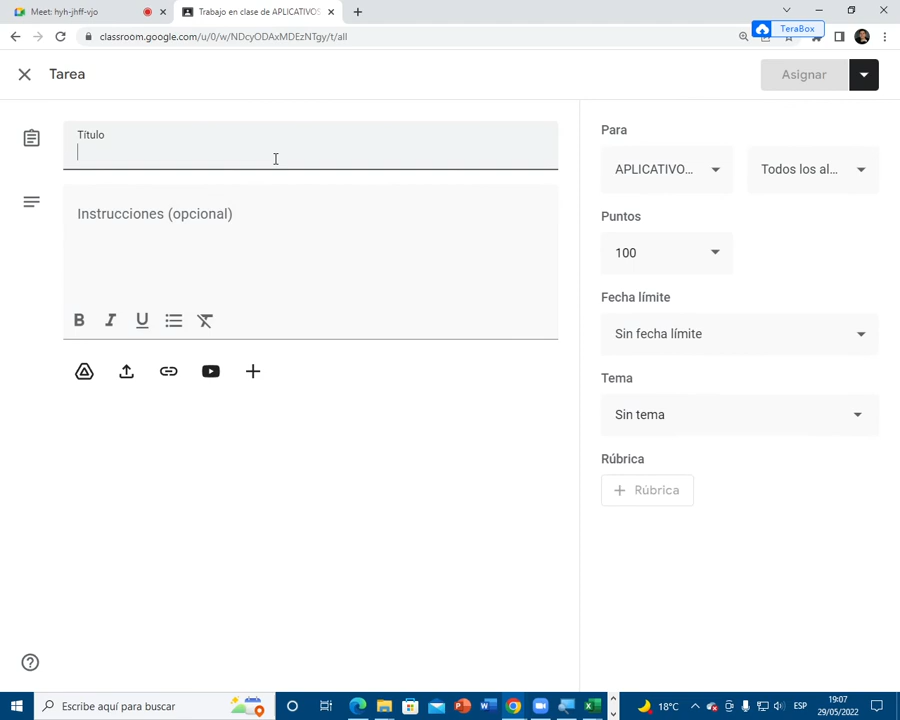 Meet: hyh-jhff-vjo
Trabajo en clase de APLICATIVOS
classroom.google.com/u/0/w/NDcyODAxMDEzNTgy/t/all
TeraBox
Tarea
Asignar
Título
Instrucciones (opcional)
B I U
Para
APLICATIVO...
Todos los al...
Puntos
100
Fecha límite
Sin fecha límite
Tema
Sin tema
Rúbrica
Rúbrica
Escribe aquí para buscar
18°C
ESP
19:07
29/05/2022